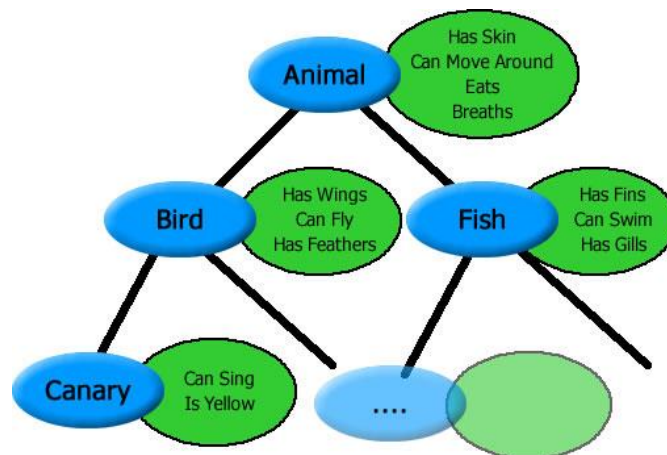 Animal
Has Skin
Can Move Around
Eats
Breaths
Bird
Has Wings
Can Fly
Has Feathers
Fish
Has Fins
Can Swim
Has Gills
Canary
Can Sing
Is Yellow
....